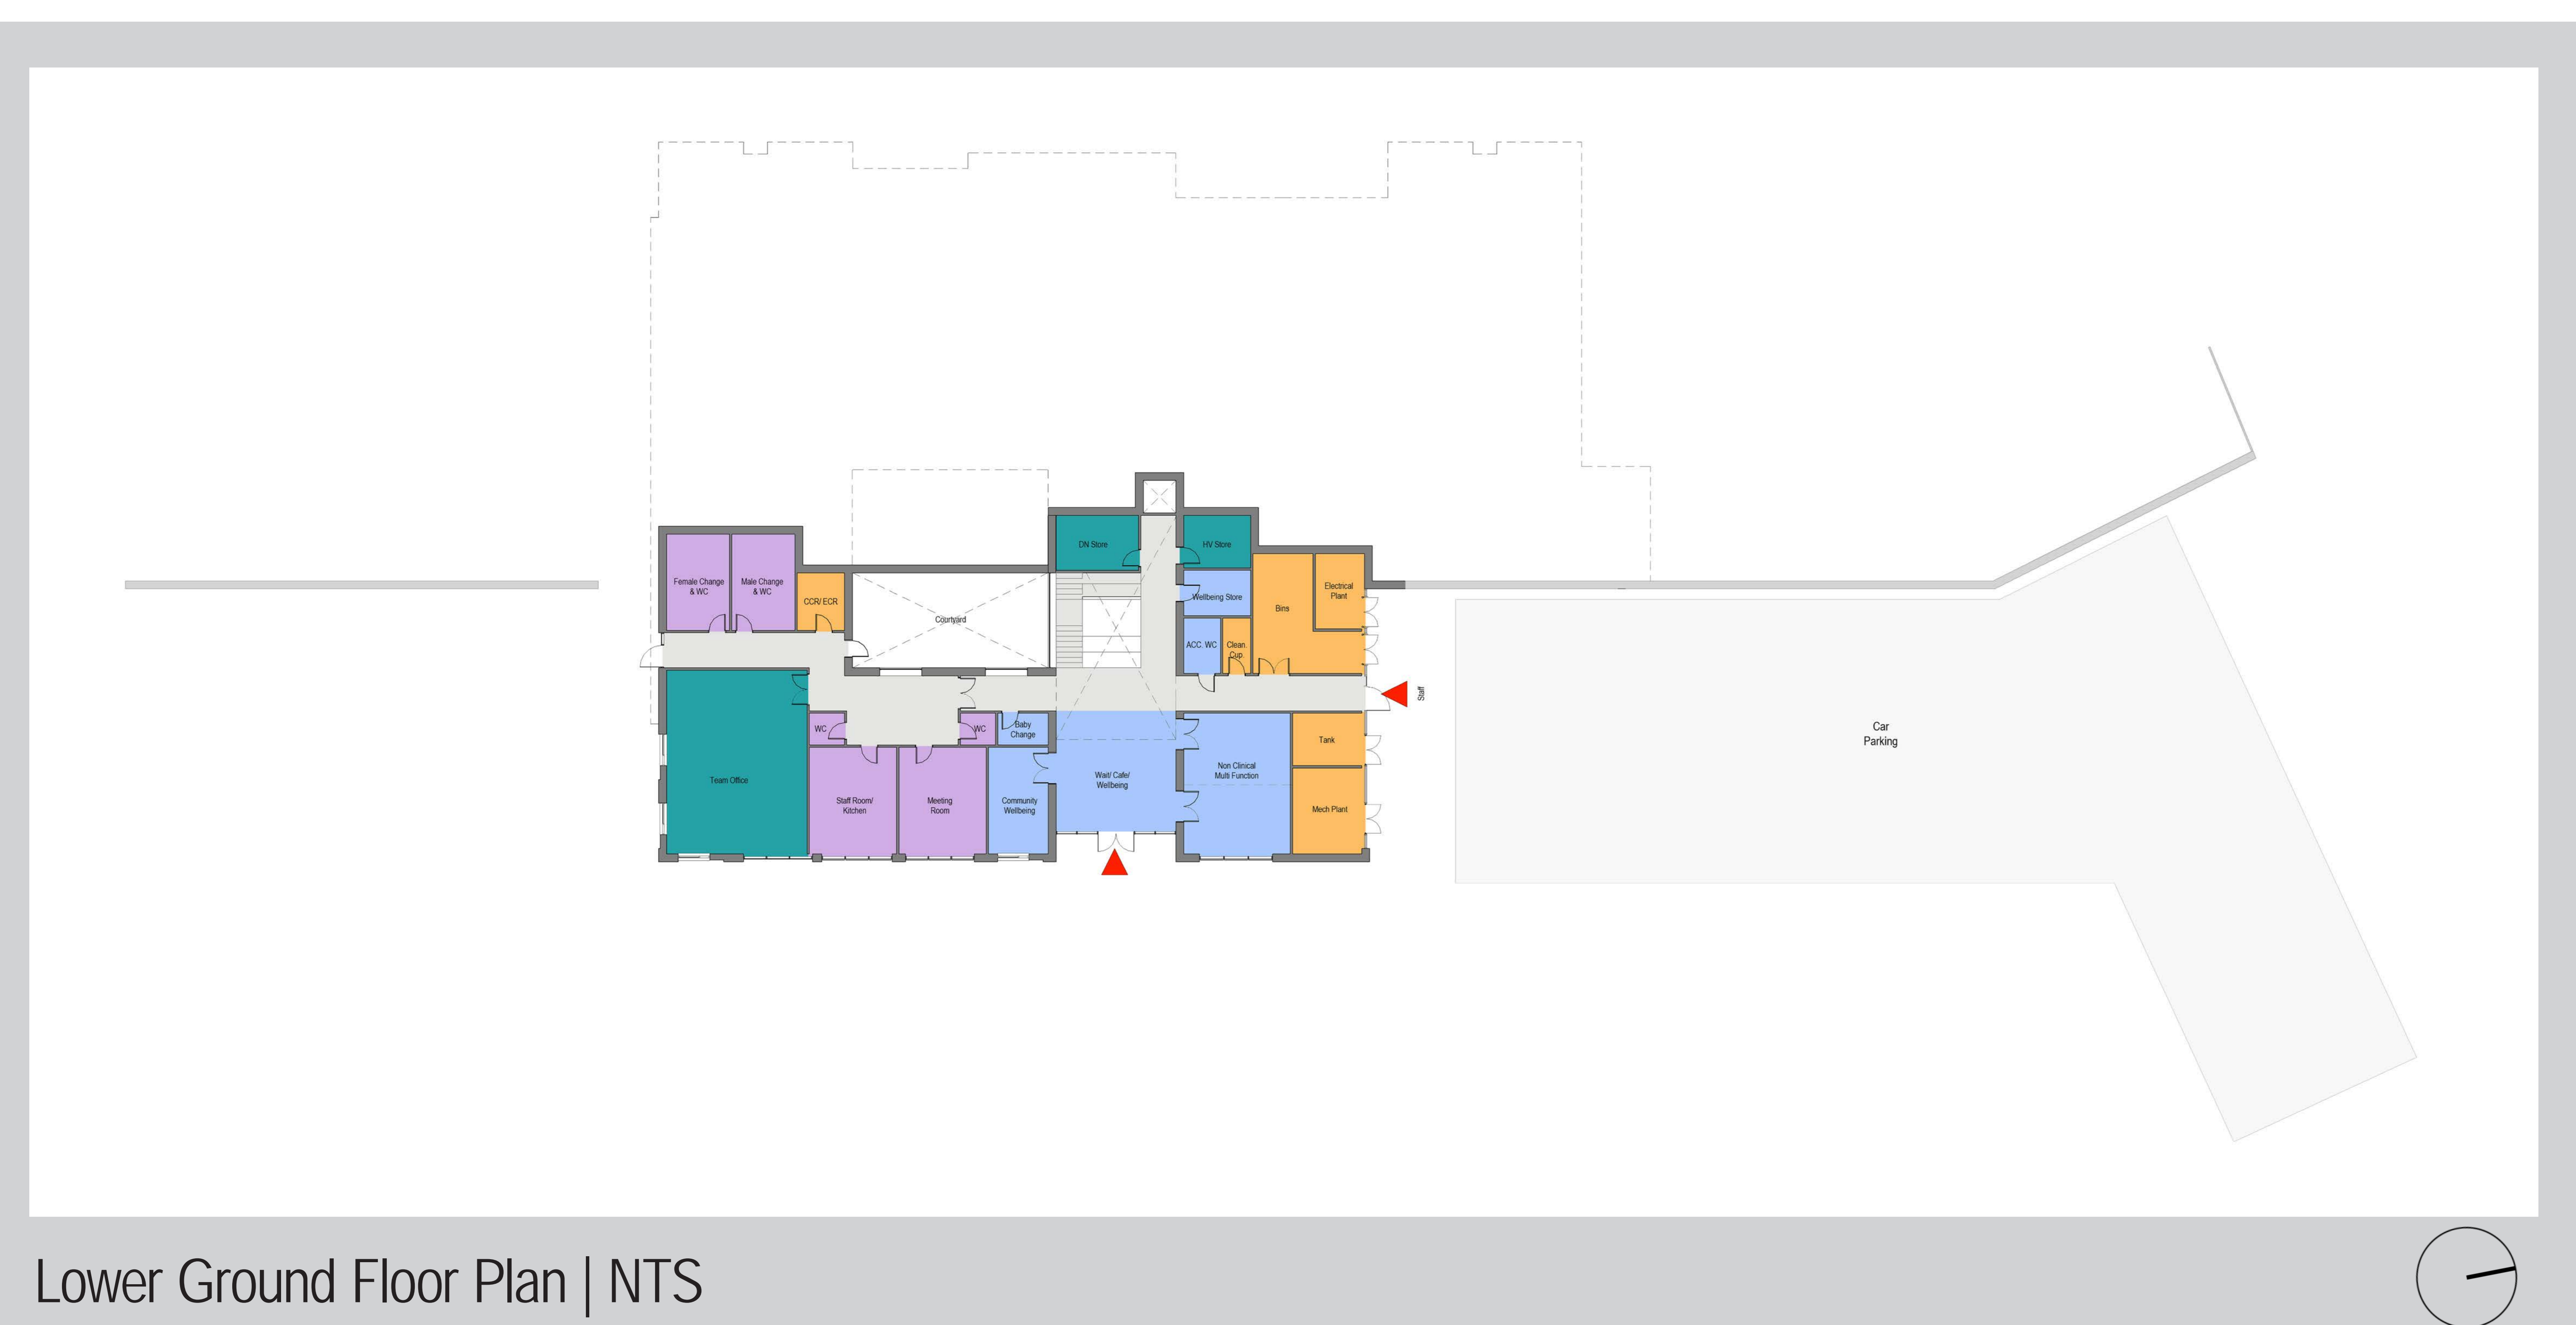 DN Store
HV Store
Female Change
& WC
Male Change
& WC
CCR/ ECR
Courtyard
Wellbeing Store
Bins
Electrical
Plant
ACC. WC
Clean.
Cup.
Staff
WC
WC
Baby
Change
Team Office
Staff Room/
Kitchen
Meeting
Room
Community
Wellbeing
Wait/ Cafe/
Wellbeing
Non Clinical
Multi Function
Tank
Mech Plant
Car
Parking
Lower Ground Floor Plan | NTS